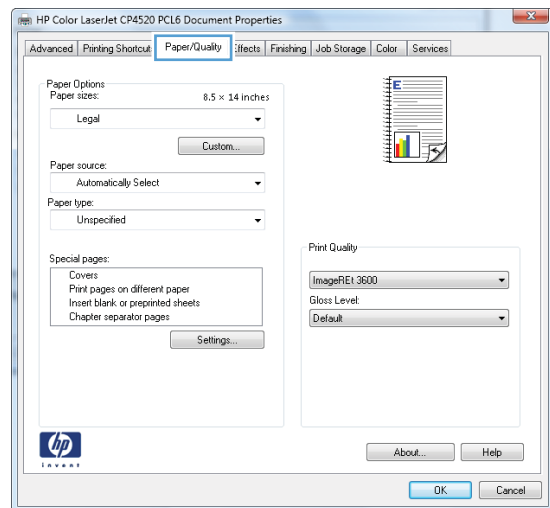 HP Color LaserJet CP4520 PCL6 Document Properties
Advanced Printing Shortcut Paper/Quality Effects Finishing Job Storage Color Services
Paper Options
Paper sizes: 8.5 × 14 inches
Legal
Custom...
Paper source:
Automatically Select
Paper type:
Unspecified
Special pages:
Covers
Print pages on different paper
Insert blank or preprinted sheets
Chapter separator pages
Settings...
E
Print Quality
ImageREt 3600
Gloss Level:
Default
hp
invent
About... Help
OK Cancel